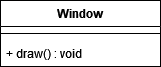 Window
+ draw() : void